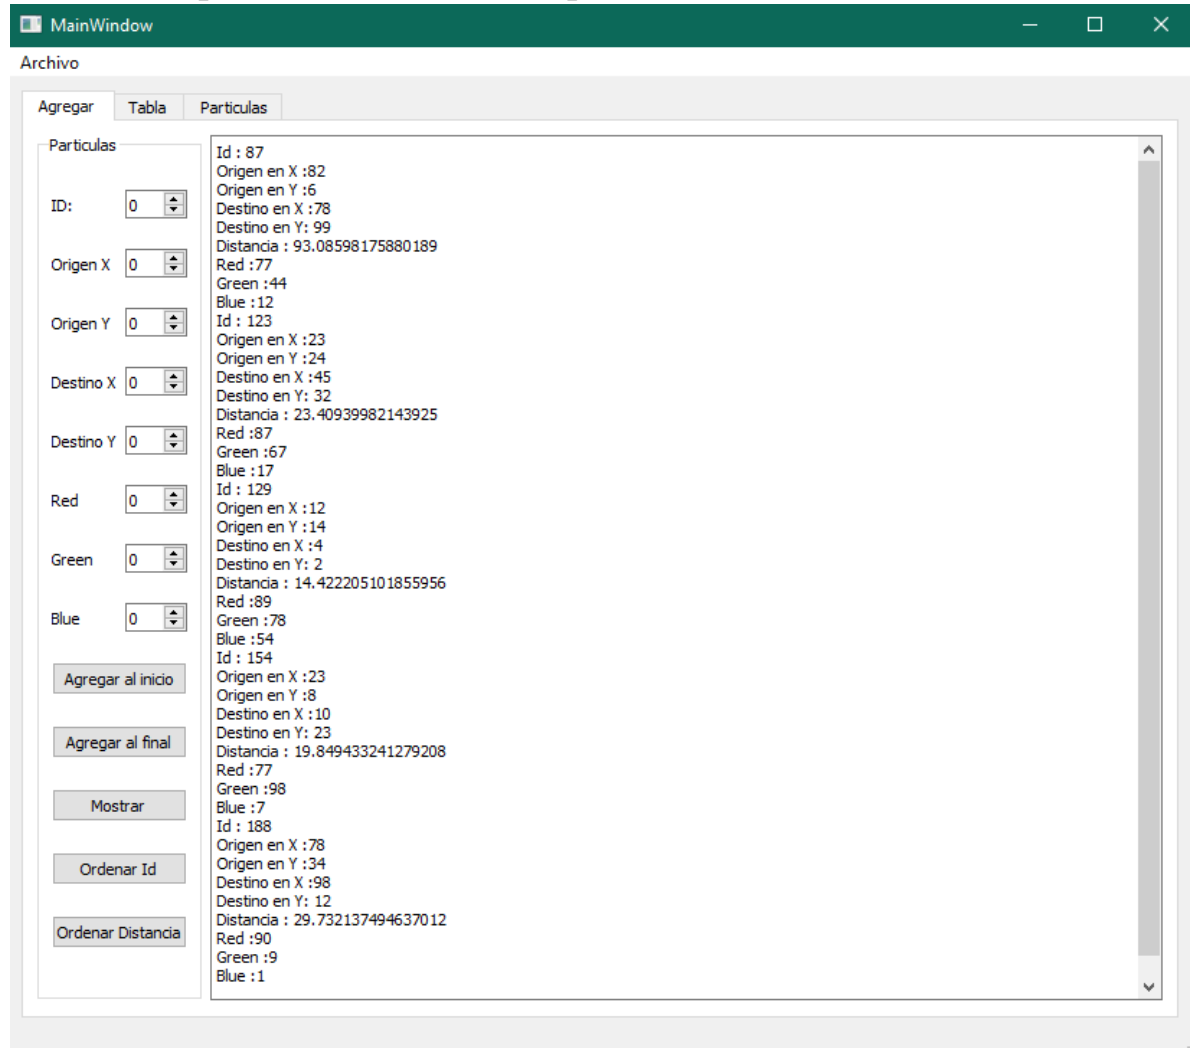 MainWindow
Archivo
Agregar
Tabla
Particulas
Particulas
ID:
0
Origen X
0
Origen Y
0
Destino X
0
Destino Y
0
Red
0
Green
0
Blue
0
Agregar al inicio
Agregar al final
Mostrar
Ordenar Id
Ordenar Distancia
Id : 87
Origen en X :82
Origen en Y :6
Destino en X :78
Destino en Y: 99
Distancia : 93.08598175880189
Red :77
Green :44
Blue :12
Id : 123
Origen en X :23
Origen en Y :24
Destino en X :45
Destino en Y: 32
Distancia : 23.40939982143925
Red :87
Green :67
Blue :17
Id : 129
Origen en X :12
Origen en Y :14
Destino en X :4
Destino en Y: 2
Distancia : 14.422205101855956
Red :89
Green :78
Blue :54
Id : 154
Origen en X :23
Origen en Y :8
Destino en X :10
Destino en Y: 23
Distancia : 19.849433241279208
Red :77
Green :98
Blue :7
Id : 188
Origen en X :78
Origen en Y :34
Destino en X :98
Destino en Y: 12
Distancia : 29.732137494637012
Red :90
Green :9
Blue :1